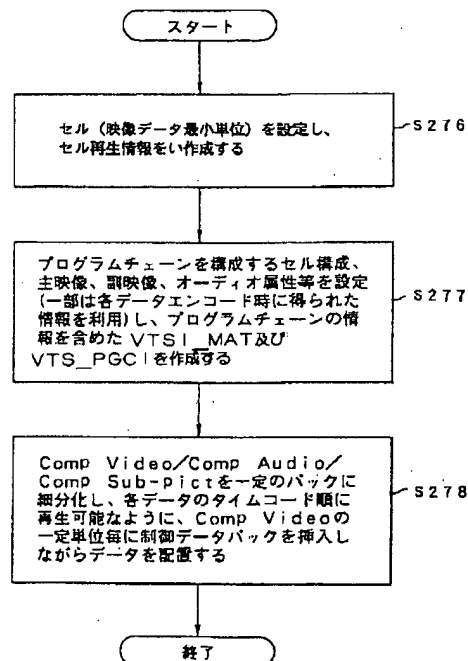 スタート
セル（映像データ最小単位）を設定し、
セル再生情報をい作成する
S276
プログラムチェーンを構成するセル構成、
主映像、副映像、オーディオ属性等を設定
(一部は各データエンコード時に得られた
情報を利用)し、プログラムチェーンの情
報を含めたVTSI_MAT及び
VTS_PGCIを作成する
S277
Comp Video/Comp Audio/
Comp Sub-pictを一定のパックに
細分化し、各データのタイムコード順に
再生可能なように、Comp Videoの
一定単位毎に制御データパックを挿入し
ながらデータを配置する
S278
終了